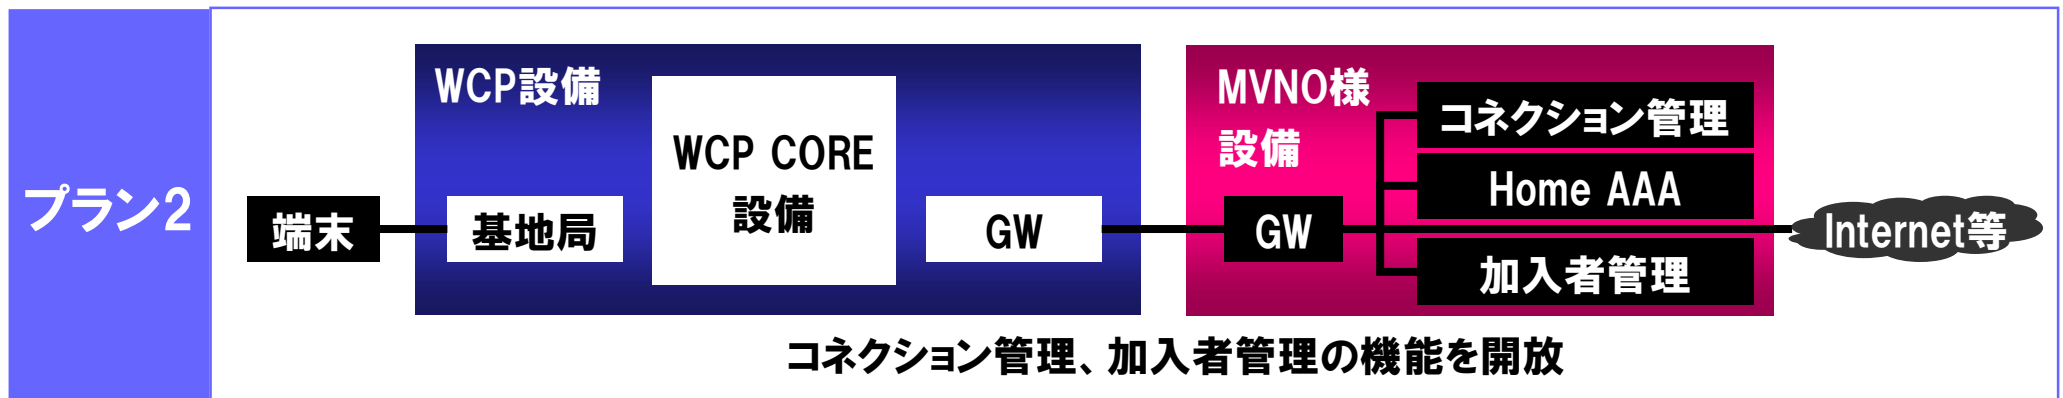 プラン2
WCP設備
WCP CORE
設備
端末
基地局
GW
MVNO様
設備
GW
コネクション管理
Home AAA
加入者管理
Internet等
コネクション管理、加入者管理の機能を開放